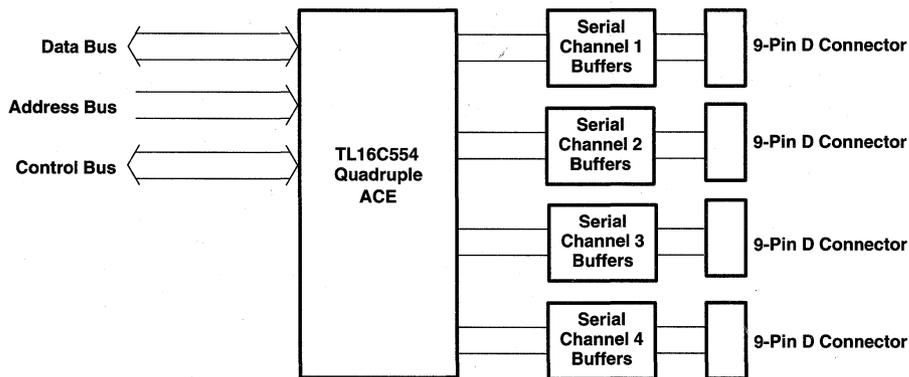 Data Bus
Address Bus
Control Bus
TL16C554
Quadruple
ACE
Serial
Channel 1
Buffers
9-Pin D Connector
Serial
Channel 2
Buffers
9-Pin D Connector
Serial
Channel 3
Buffers
9-Pin D Connector
Serial
Channel 4
Buffers
9-Pin D Connector